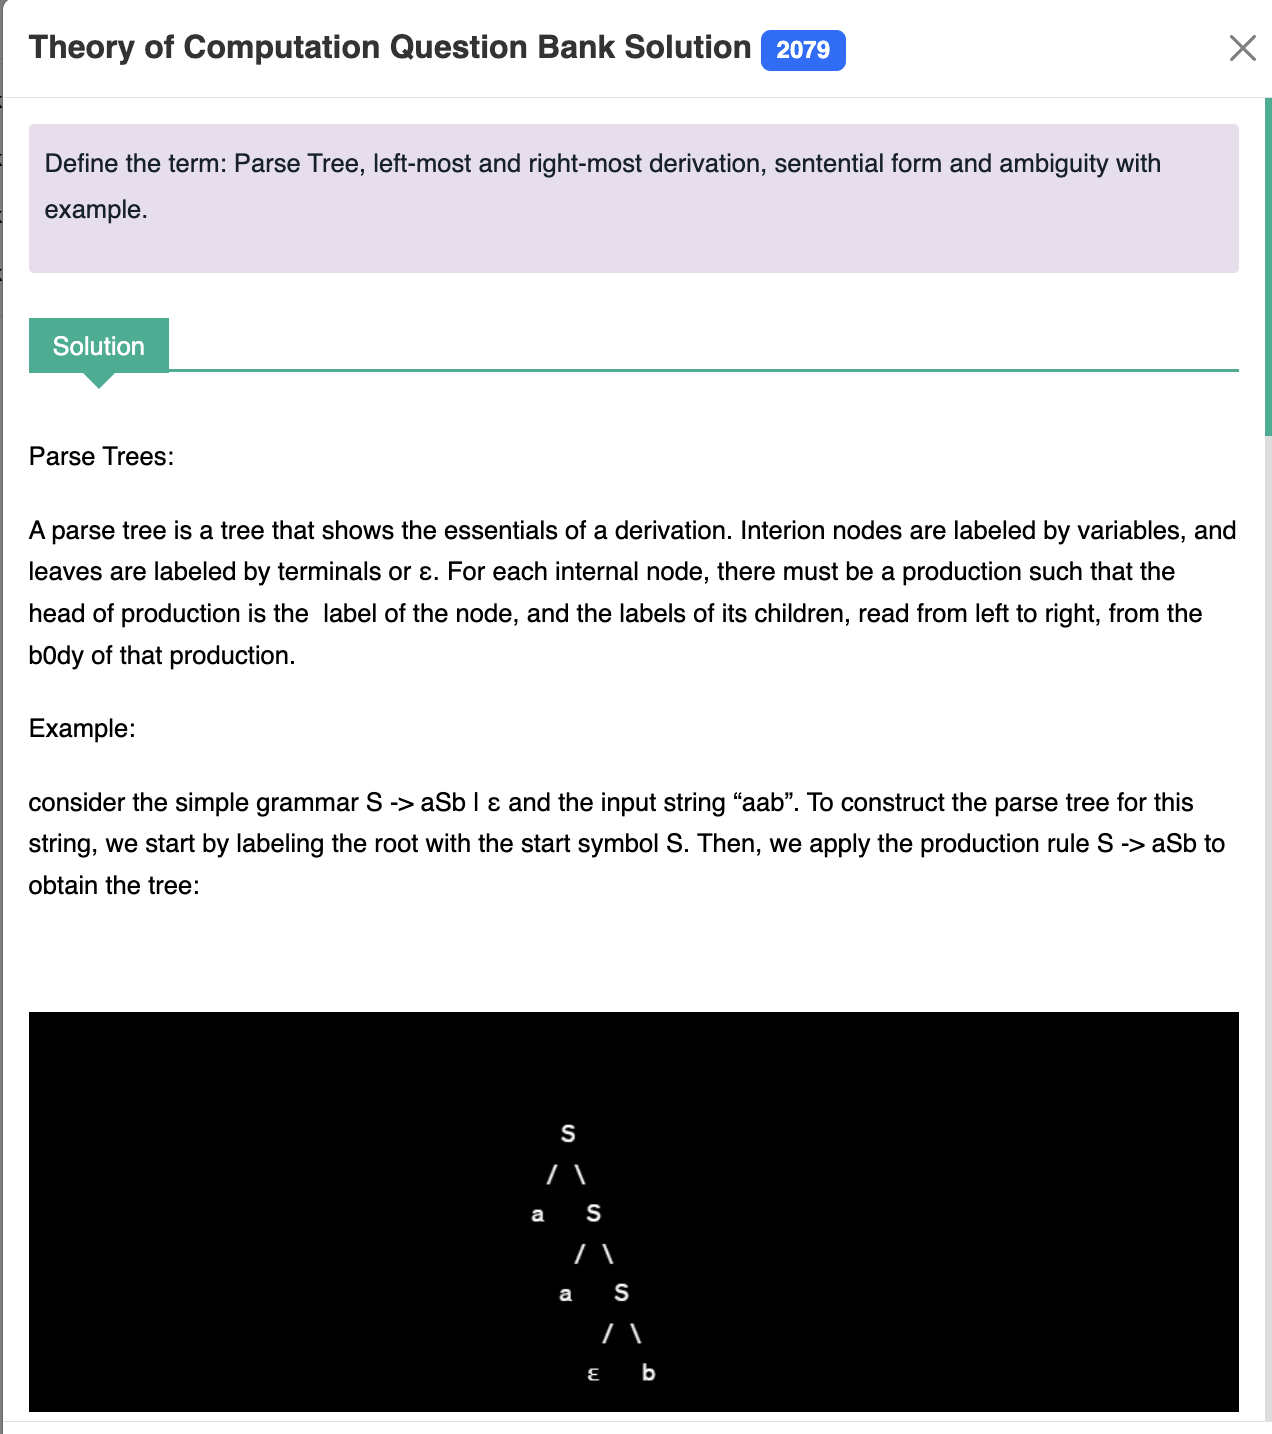 Theory of Computation Question Bank Solution 2079
Define the term: Parse Tree, left-most and right-most derivation, sentential form and ambiguity with
example.
Solution
Parse Trees:
A parse tree is a tree that shows the essentials of a derivation. Interion nodes are labeled by variables, and
leaves are labeled by terminals or ε. For each internal node, there must be a production such that the
head of production is the  label of the node, and the labels of its children, read from left to right, from the
b0dy of that production.
Example:
consider the simple grammar S -> aSb | ε and the input string “aab”. To construct the parse tree for this
string, we start by labeling the root with the start symbol S. Then, we apply the production rule S -> aSb to
obtain the tree:
S
/ \
a S
/ \
a S
/ \
ε b